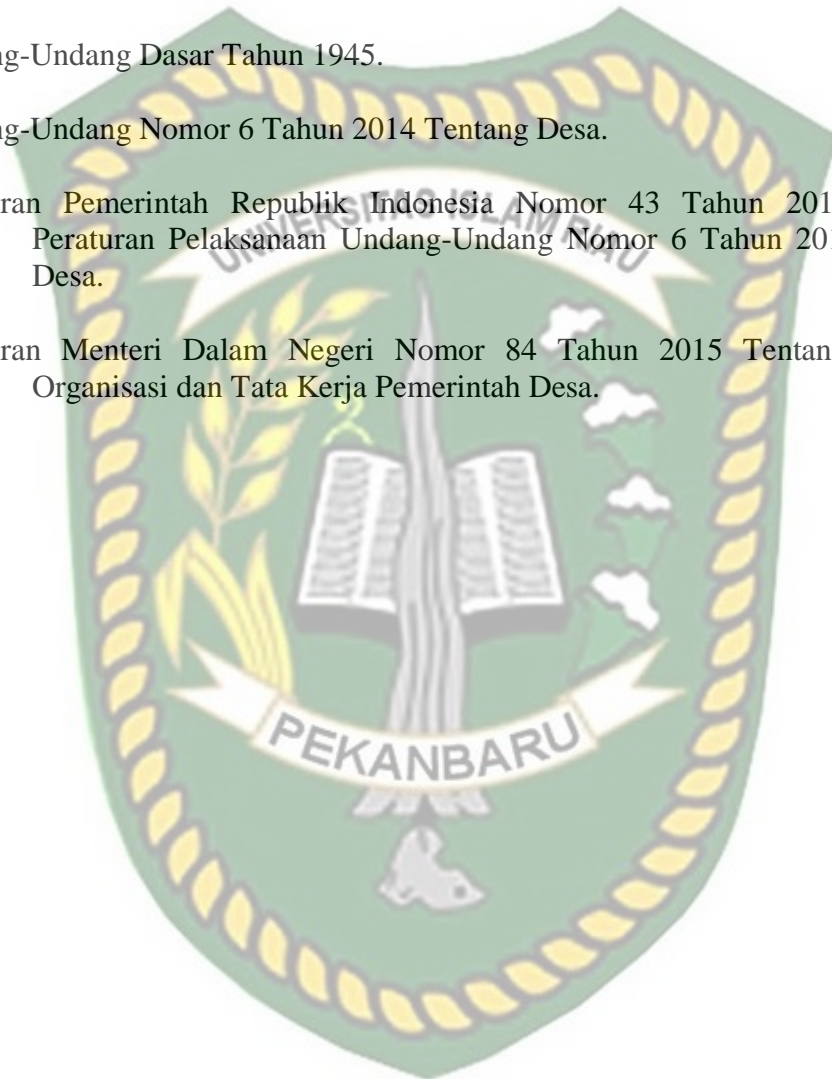 ng-Undang Dasar Tahun 1945.
ng-Undang Nomor 6 Tahun 2014 Tentang Desa.
ran Pemerintah Republik Indonesia Nomor 43 Tahun 201
Peraturan Pelaksanaan Undang-Undang Nomor 6 Tahun 201
Desa.
ran Menteri Dalam Negeri Nomor 84 Tahun 2015 Tentan
Organisasi dan Tata Kerja Pemerintah Desa.
UNIVERSITAS ISLAM RIAU
PEKANBARU